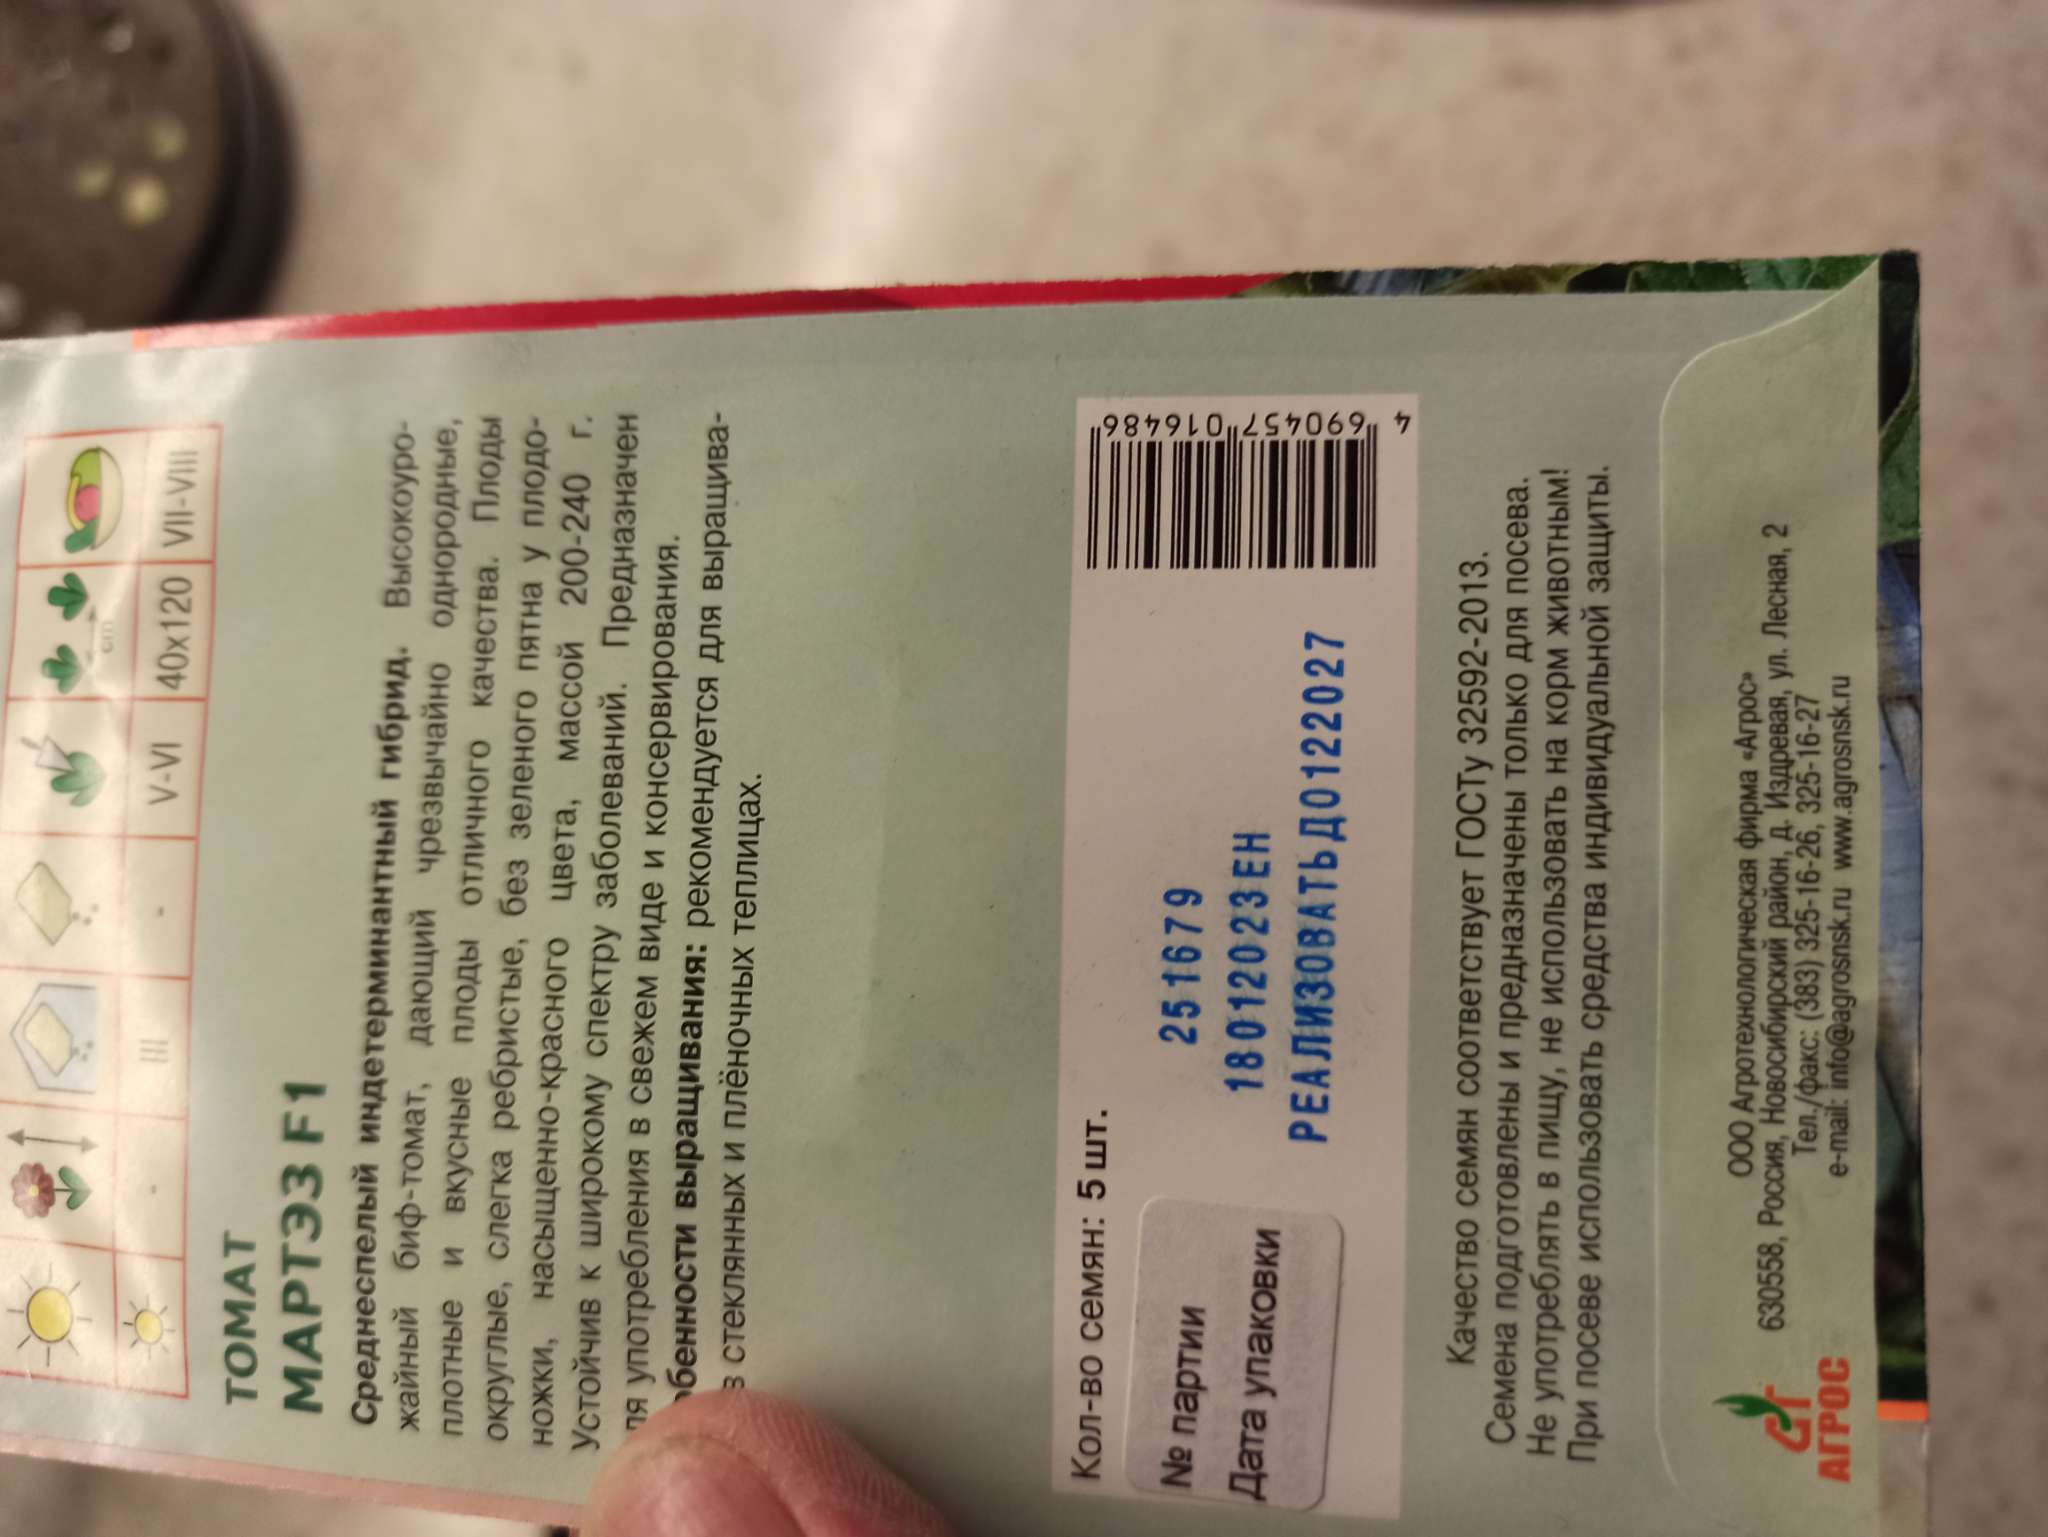 III - V-VI 40x120 VII-VIII
cm
ТОМАТ
МАРТЭЗ F1
Среднеспелый индетерминантный гибрид. Высокоуро-
жайный биф-томат, дающий чрезвычайно однородные,
плотные и вкусные плоды отличного качества. Плоды
округлые, слегка ребристые, без зеленого пятна у плодо-
ножки, насыщенно-красного цвета, массой 200-240 г.
Устойчив к широкому спектру заболеваний. Предназначен
ля употребления в свежем виде и консервирования.
обенности выращивания: рекомендуется для выращива-
в стеклянных и плёночных теплицах.
Кол-во семян: 5 шт.
№ партии 251679
Дата упаковки 18012023ЕН
РЕАЛИЗОВАТЬДО122027
4 690457 016486
Качество семян соответствует ГОСТу 32592-2013.
Семена подготовлены и предназначены только для посева.
Не употреблять в пищу, не использовать на корм животным!
При посеве использовать средства индивидуальной защиты.
АГРОС
ООО Агротехнологическая фирма «Агрос»
630558, Россия, Новосибирский район, д. Издревая, ул. Лесная, 2
Тел./факс: (383) 325-16-26, 325-16-27
e-mail: info@agrosnsk.ru www.agrosnsk.ru